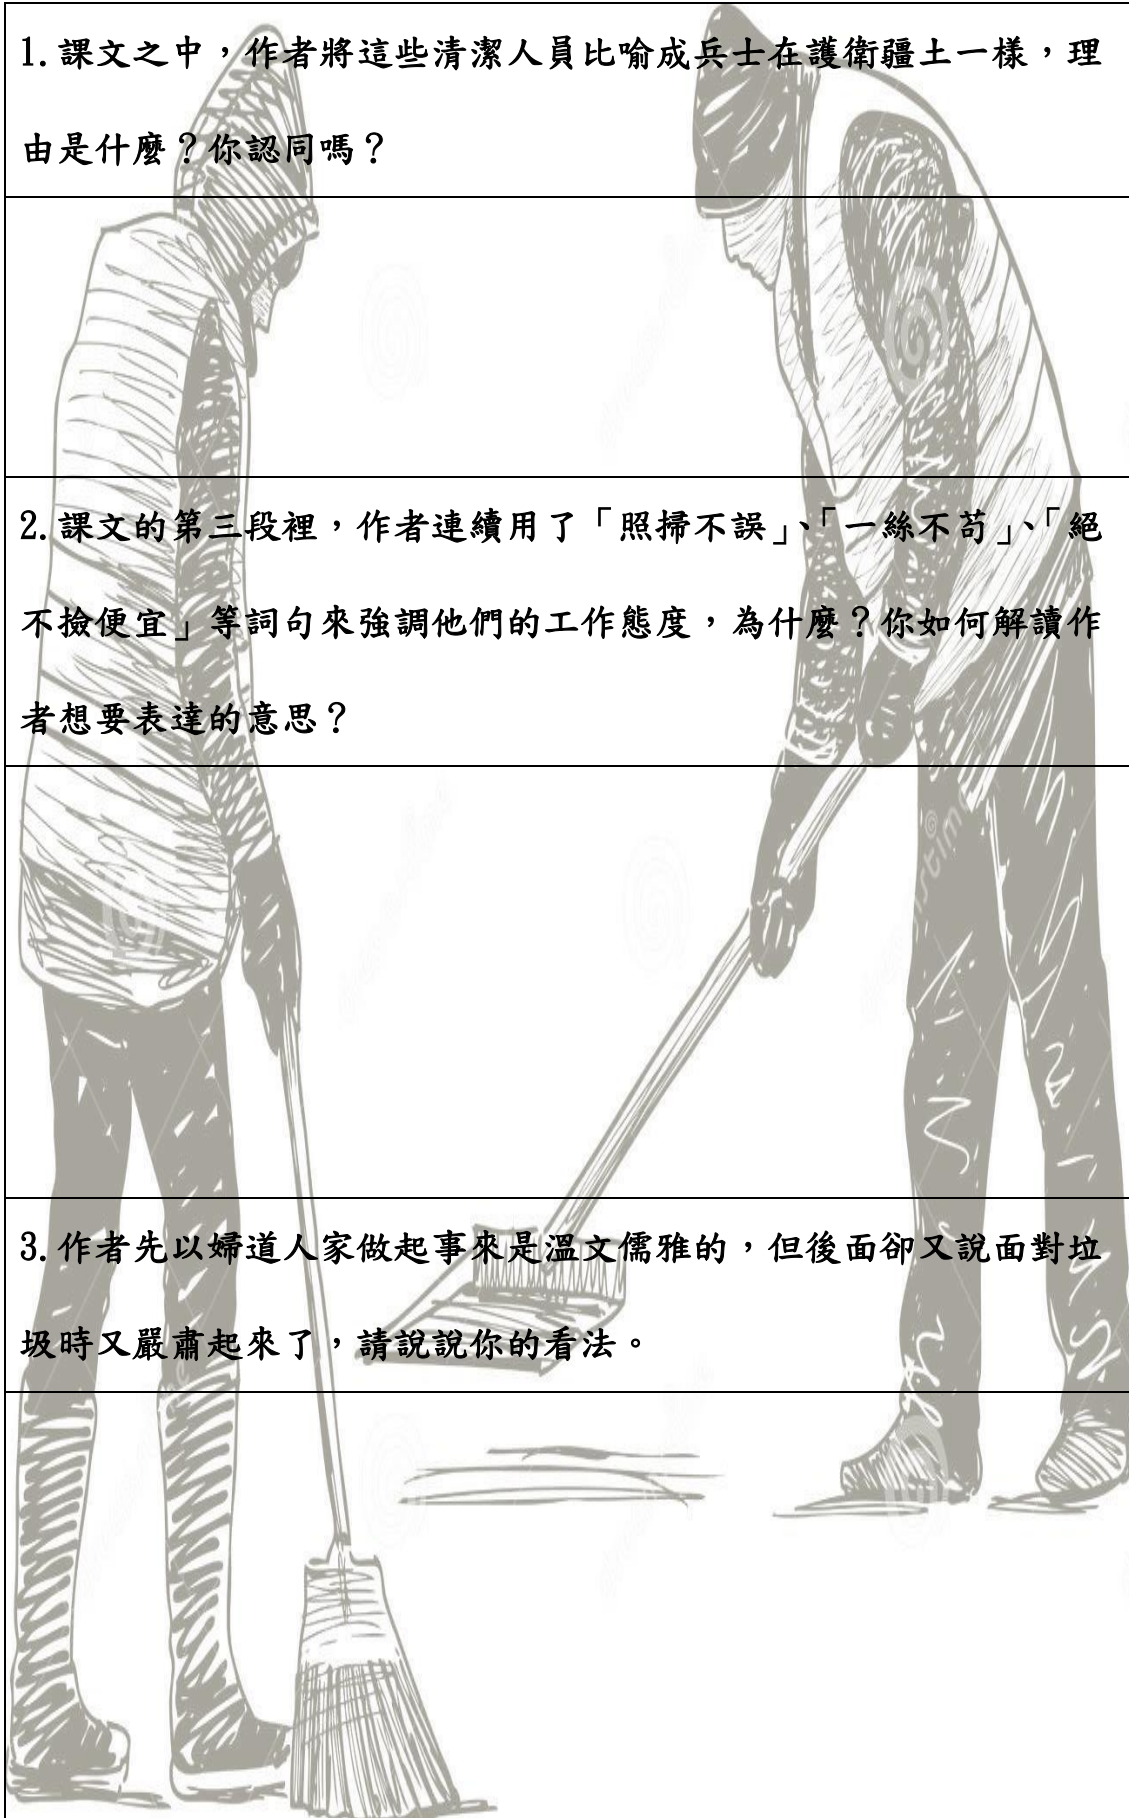 1.課文之中，作者將這些清潔人員比喻成兵士在護衛疆土一樣，理
由是什麼？你認同嗎？
2.課文的第三段裡，作者連續用了「照掃不誤」、「一絲不苟」、「絕
不撿便宜」等詞句來強調他們的工作態度，為什麼？你如何解讀作
者想要表達的意思？
3.作者先以婦道人家做起事來是溫文儒雅的，但後面卻又說面對垃
圾時又嚴肅起來了，請說說你的看法。